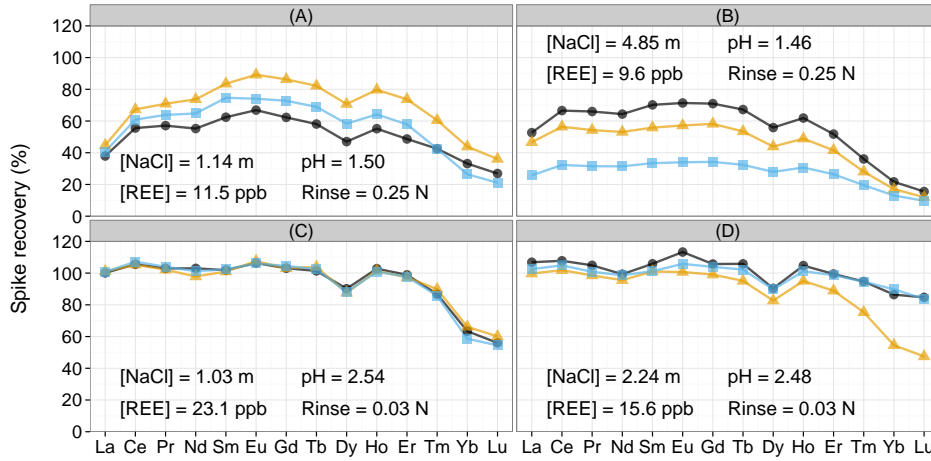 (A) (B)
120
100
80
60
40
20
0
[NaCl] = 1.14 m pH = 1.50
[REE] = 11.5 ppb Rinse = 0.25 N
[NaCl] = 4.85 m pH = 1.46
[REE] = 9.6 ppb Rinse = 0.25 N
Spike recovery (%)
(C) (D)
120
100
80
60
40
20
0
[NaCl] = 1.03 m pH = 2.54
[REE] = 23.1 ppb Rinse = 0.03 N
[NaCl] = 2.24 m pH = 2.48
[REE] = 15.6 ppb Rinse = 0.03 N
La Ce Pr Nd Sm Eu Gd Tb Dy Ho Er Tm Yb Lu La Ce Pr Nd Sm Eu Gd Tb Dy Ho Er Tm Yb Lu